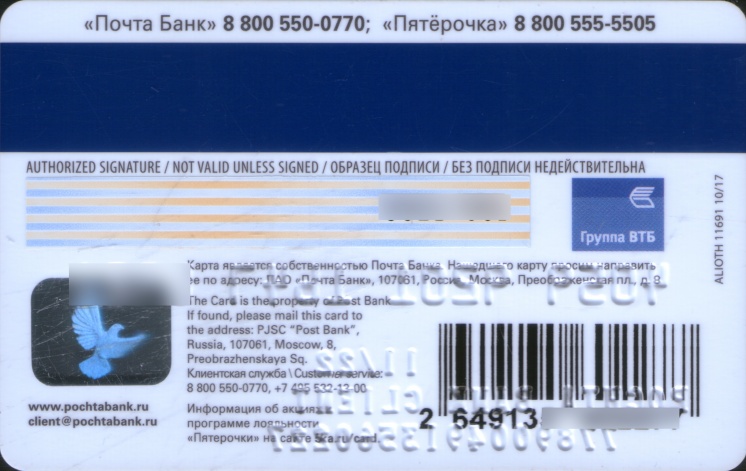 «Почта Банк» 8 800 550-0770; «Пятёрочка» 8 800 555-5505
AUTHORIZED SIGNATURE / NOT VALID UNLESS SIGNED / ОБРАЗЕЦ ПОДПИСИ / БЕЗ ПОДПИСИ НЕДЕЙСТВИТЕЛЬНА
Группа ВТБ
ALIOTH 11691 10/17
Карта является собственностью Почта Банка. Нашедшего карту просим направить
ее по адресу: ПАО «Почта Банк», 107061, Россия, Москва, Преображенская пл., д. 8
The Card is the property of Post Bank
If found, please mail this card to
the address: PJSC "Post Bank",
Russia, 107061, Moscow, 8,
Preobrazhenskaya Sq.
Клиентская служба \ Customer service:
8 800 550-0770, +7 495 532-13-00
Информация об акциях и
программе лояльности
«Пятерочки» на сайте 5ka.ru/card.
www.pochtabank.ru
client@pochtabank.ru
11/22
CLIENT
2 64913